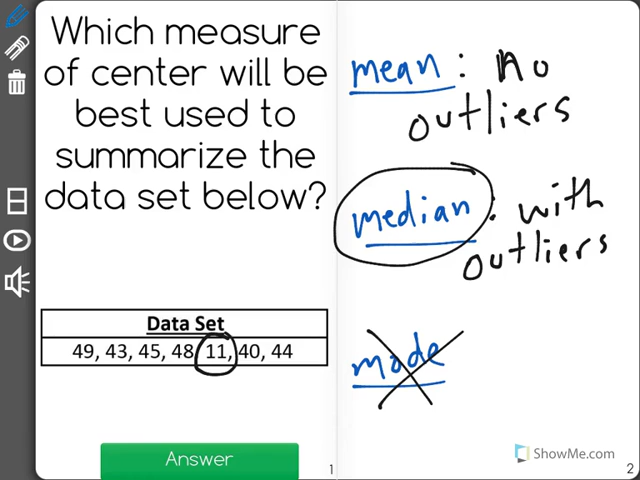 Which measure
of center will be
best used to
summarize the
data set below?
Data Set
49, 43, 45, 48, 11, 40, 44
Answer
1
mean: no
outliers
median: with
outliers
mode
ShowMe.com
2